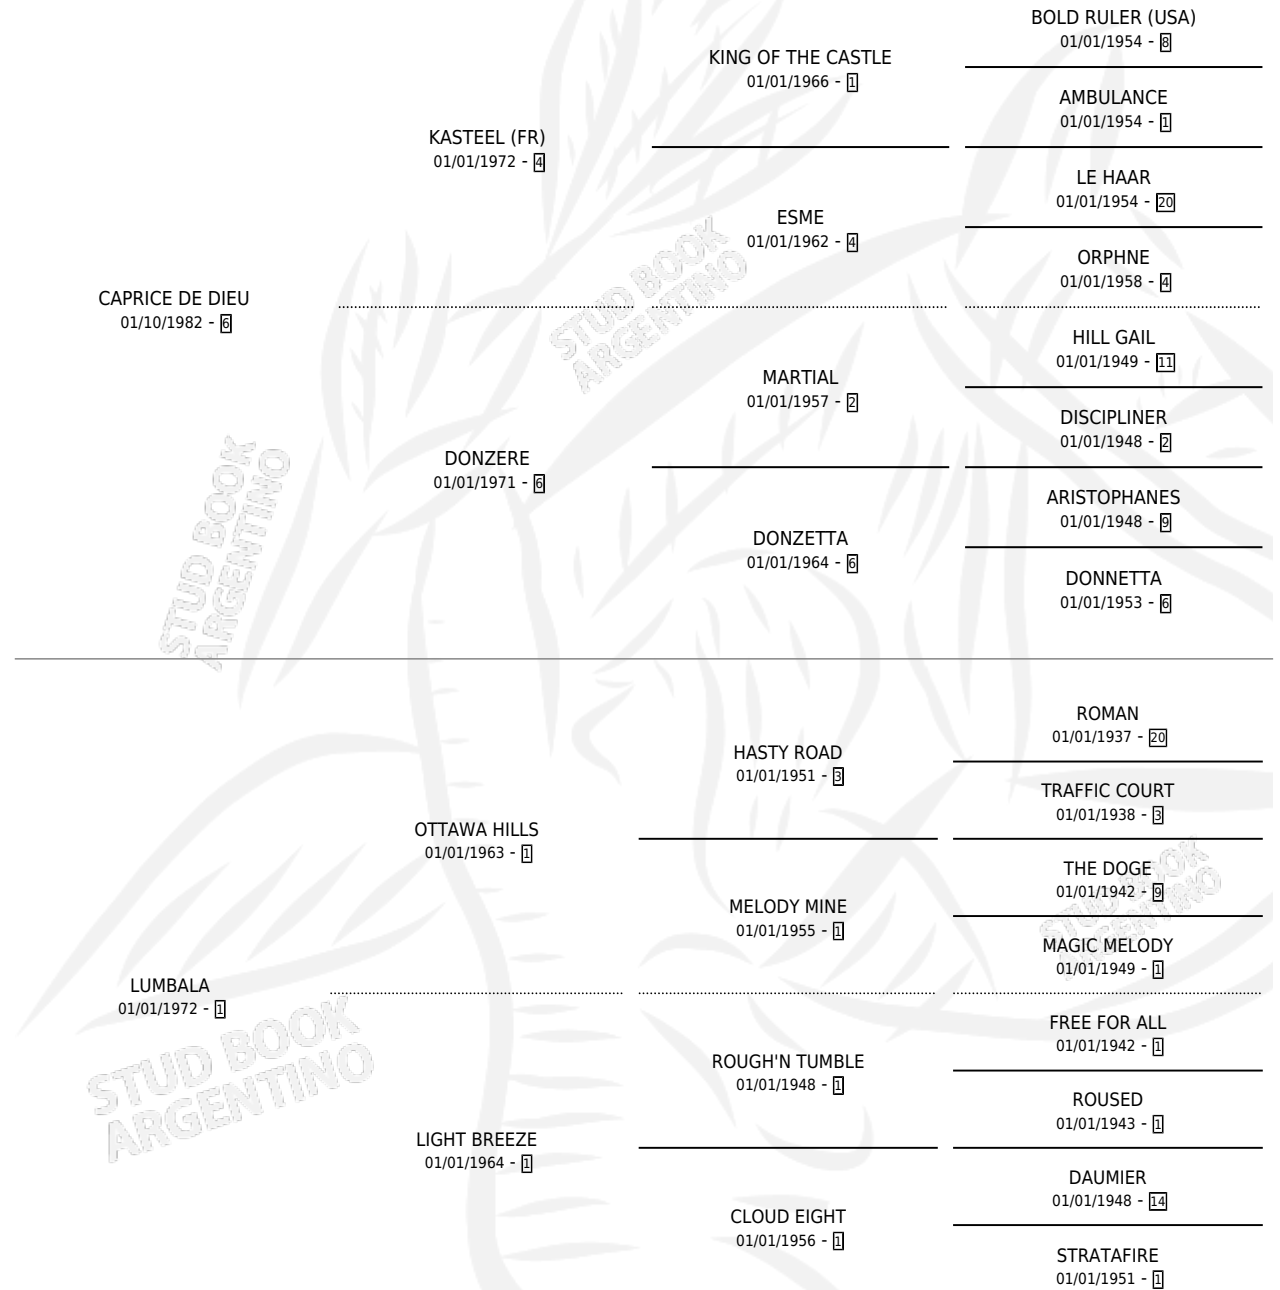 BOLD RULER (USA)
01/01/1954 - 8
KING OF THE CASTLE
01/01/1966 - 1
AMBULANCE
01/01/1954 - 1
KASTEEL (FR)
01/01/1972 - 4
LE HAAR
01/01/1954 - 20
ESME
01/01/1962 - 4
ORPHNE
01/01/1958 - 4
CAPRICE DE DIEU
01/10/1982 - 6
HILL GAIL
01/01/1949 - 11
MARTIAL
01/01/1957 - 2
DISCIPLINER
01/01/1948 - 2
DONZERE
01/01/1971 - 6
ARISTOPHANES
01/01/1948 - 9
DONZETTA
01/01/1964 - 6
DONNETTA
01/01/1953 - 6
ROMAN
01/01/1937 - 20
HASTY ROAD
01/01/1951 - 3
TRAFFIC COURT
01/01/1938 - 3
OTTAWA HILLS
01/01/1963 - 1
THE DOGE
01/01/1942 - 9
MELODY MINE
01/01/1955 - 1
MAGIC MELODY
01/01/1949 - 1
LUMBALA
01/01/1972 - 1
FREE FOR ALL
01/01/1942 - 1
ROUGH'N TUMBLE
01/01/1948 - 1
ROUSED
01/01/1943 - 1
LIGHT BREEZE
01/01/1964 - 1
DAUMIER
01/01/1948 - 14
CLOUD EIGHT
01/01/1956 - 1
STRATAFIRE
01/01/1951 - 1
STUD BOOK
ARGENTINO
STUD BOOK
ARGENTINO
STUD BOOK
ARGENTINO
STUD BOOK
ARGENTINO